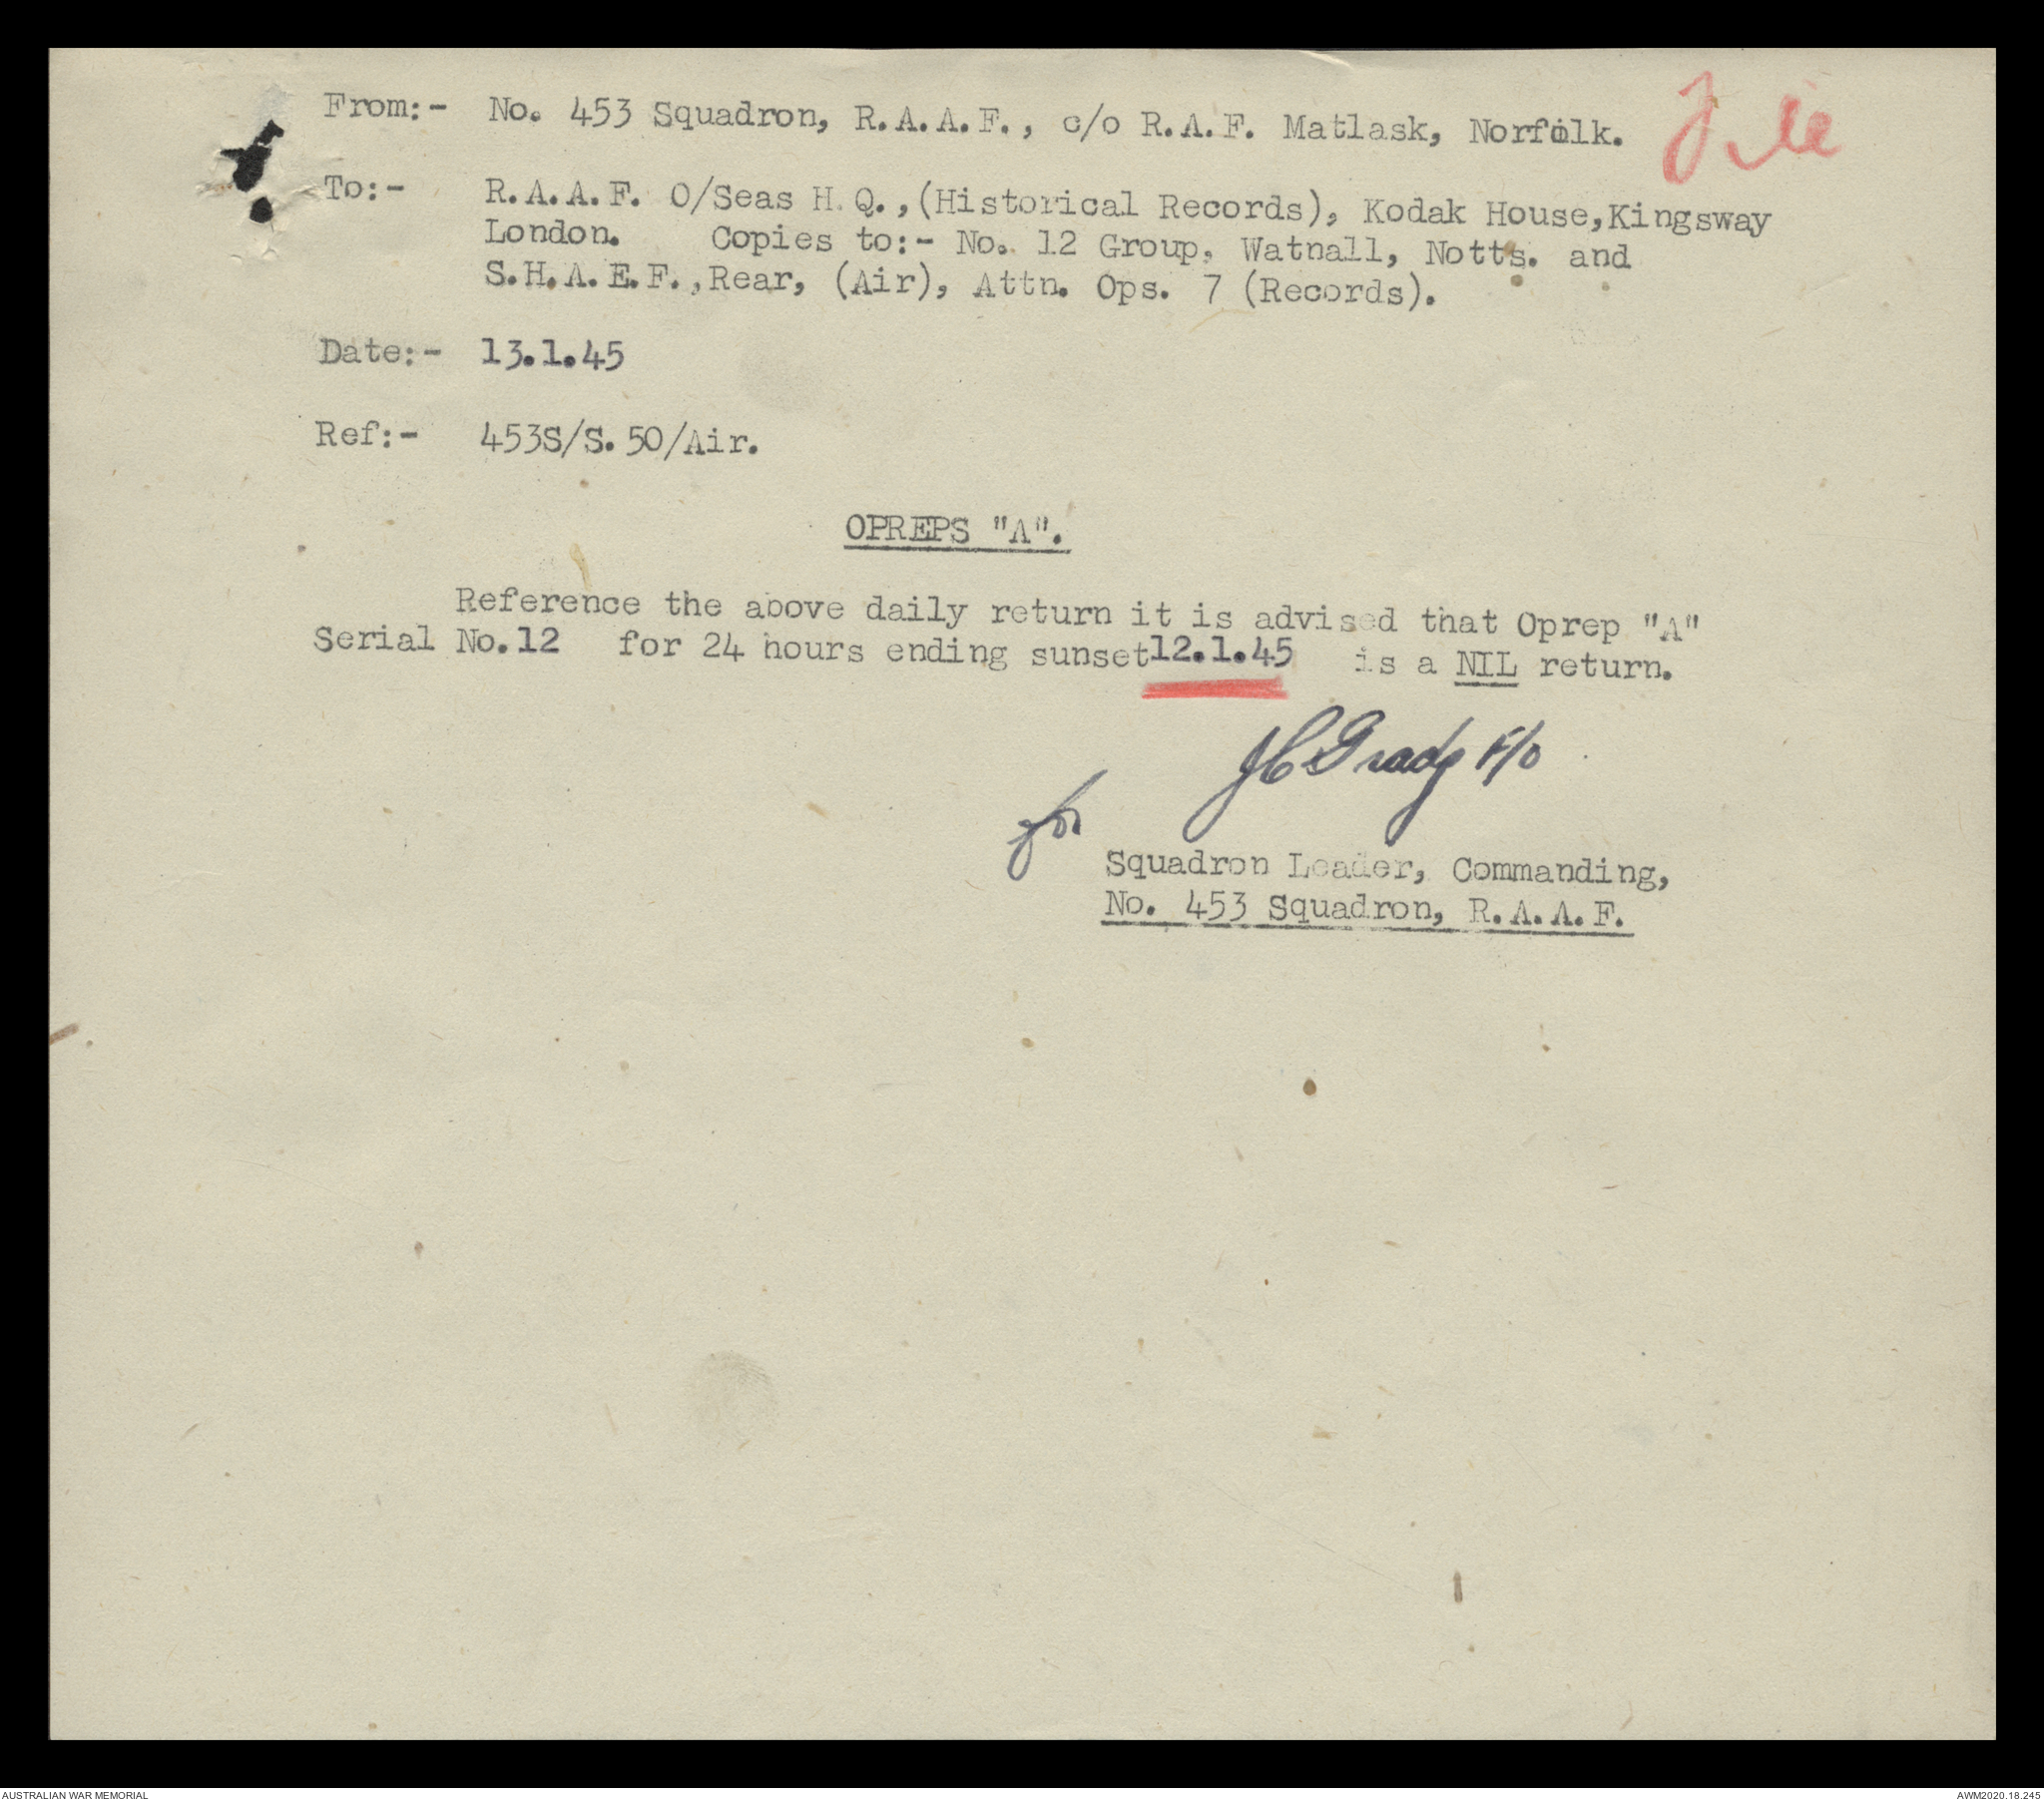 From:- No. 453 Squadron, R.A.A.F., c/o R.A.F. Matlask, Norfolk.
File
To:- R.A.A.F. O/Seas H.Q.,(Historical Records), Kodak House,Kingsway
London. Copies to:- No. 12 Group, Watnall, Notts. and
S.H.A.E.F.,Rear, (Air), Attn. Ops. 7 (Records).
Date:- 13.1.45
Ref:- 453S/S.50/Air.
OPREPS "A".
Reference the above daily return it is advised that Oprep "A"
Serial No.12 for 24 hours ending sunset12.1.45 is a NIL return.
JCGrady F/O
for
Squadron Leader, Commanding,
No. 453 Squadron, R.A.A.F.
AUSTRALIAN WAR MEMORIAL
AWM2020.18.245